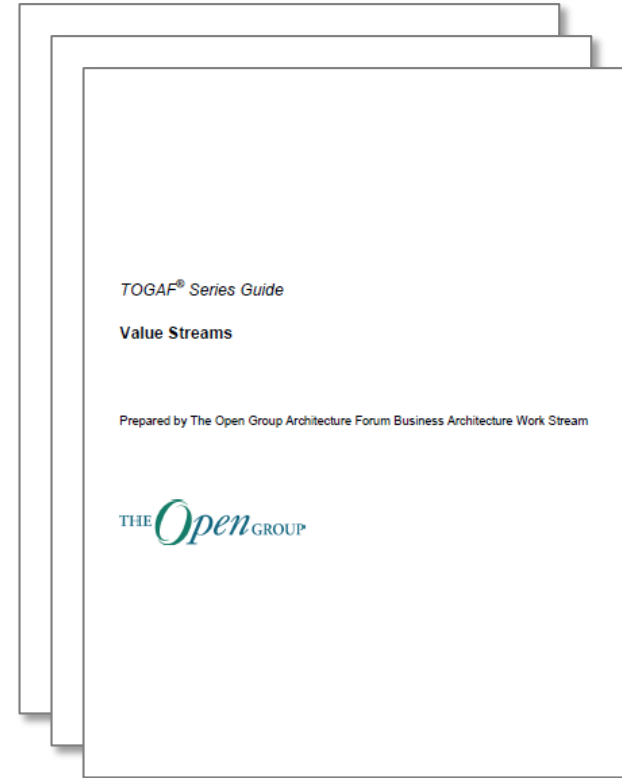 TOGAF® Series Guide
Value Streams
Prepared by The Open Group Architecture Forum Business Architecture Work Stream
THE Open GROUP